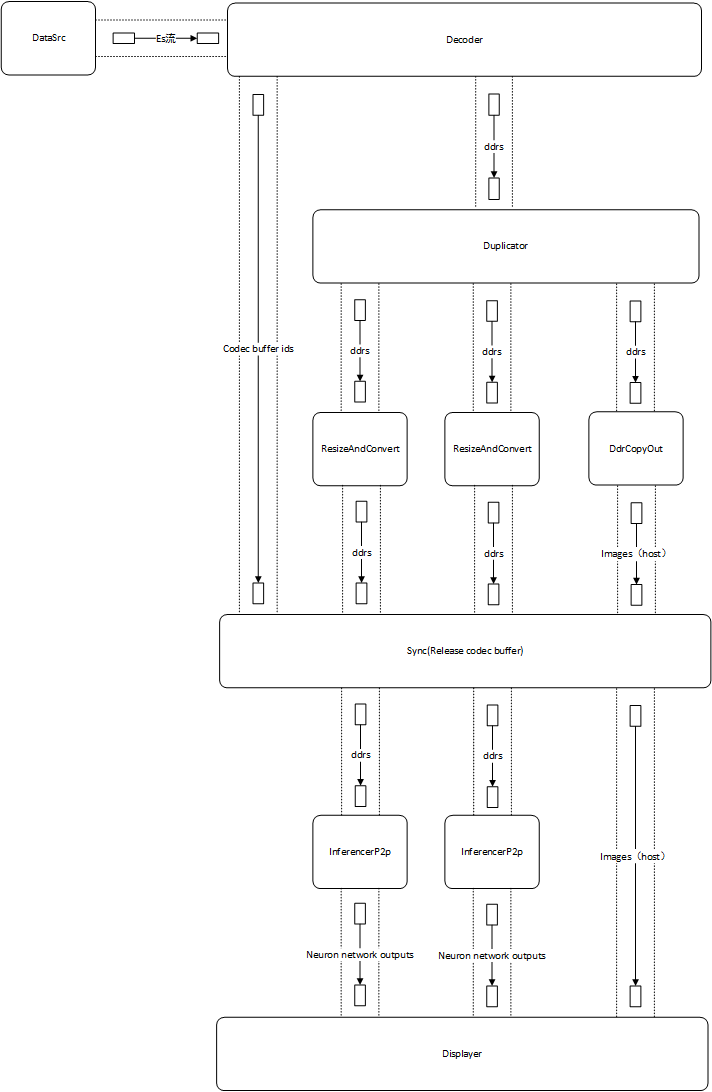 DataSrc
Es流
Decoder
ddrs
Duplicator
Codec buffer ids
ddrs
ddrs
ddrs
ResizeAndConvert
ResizeAndConvert
DdrCopyOut
ddrs
ddrs
Images（host）
Sync(Release codec buffer)
ddrs
ddrs
InferencerP2p
InferencerP2p
Images（host）
Neuron network outputs
Neuron network outputs
Displayer